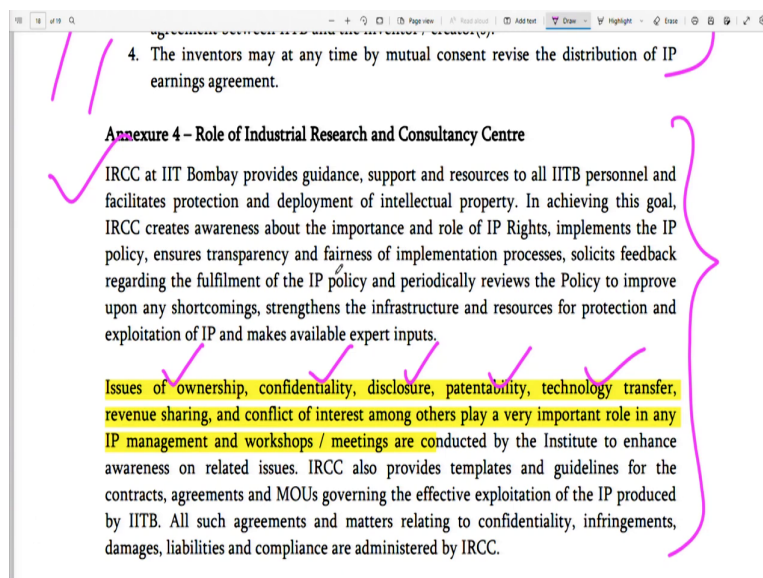 18 of 19 Page view Read aloud Add text Draw Highlight Erase
agreement between IITB and the inventor / creator(s).
4. The inventors may at any time by mutual consent revise the distribution of IP
earnings agreement.
Annexure 4 – Role of Industrial Research and Consultancy Centre
IRCC at IIT Bombay provides guidance, support and resources to all IITB personnel and
facilitates protection and deployment of intellectual property. In achieving this goal,
IRCC creates awareness about the importance and role of IP Rights, implements the IP
policy, ensures transparency and fairness of implementation processes, solicits feedback
regarding the fulfilment of the IP policy and periodically reviews the Policy to improve
upon any shortcomings, strengthens the infrastructure and resources for protection and
exploitation of IP and makes available expert inputs.
Issues of ownership, confidentiality, disclosure, patentability, technology transfer,
revenue sharing, and conflict of interest among others play a very important role in any
IP management and workshops / meetings are conducted by the Institute to enhance
awareness on related issues. IRCC also provides templates and guidelines for the
contracts, agreements and MOUs governing the effective exploitation of the IP produced
by IITB. All such agreements and matters relating to confidentiality, infringements,
damages, liabilities and compliance are administered by IRCC.